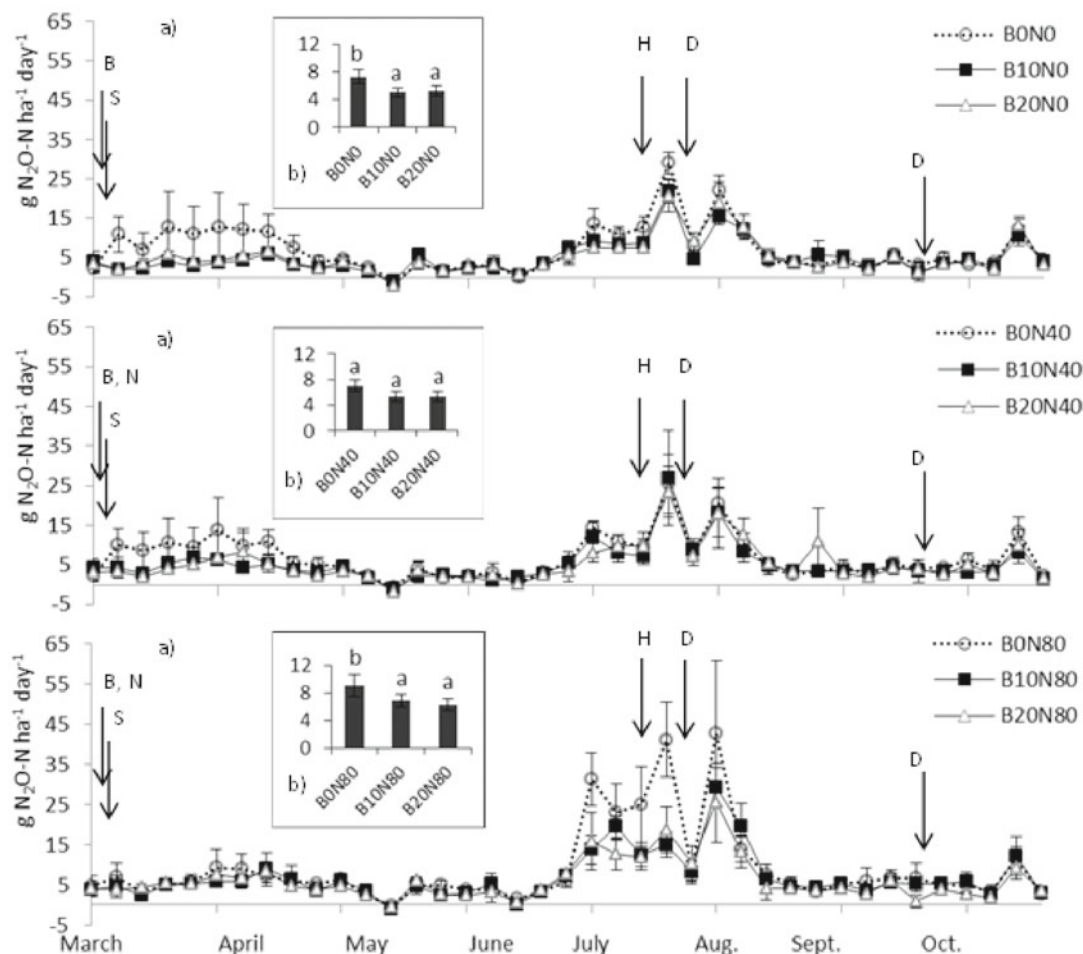 g N₂O-N ha⁻¹ day⁻¹
65
55
45
35
25
15
5
-5
a)
B
S
12
8
4
0
b
a
a
B0N0
B10N0
B20N0
b)
H
D
D
B0N0
B10N0
B20N0
g N₂O-N ha⁻¹ day⁻¹
65
55
45
35
25
15
5
-5
a)
B, N
S
12
8
4
0
a
a
a
B0N40
B10N40
B20N40
b)
H
D
D
B0N40
B10N40
B20N40
g N₂O-N ha⁻¹ day⁻¹
65
55
45
35
25
15
5
-5
a)
B, N
S
12
8
4
0
b
a
a
B0N80
B10N80
B20N80
b)
H
D
D
B0N80
B10N80
B20N80
March April May June July Aug. Sept. Oct.